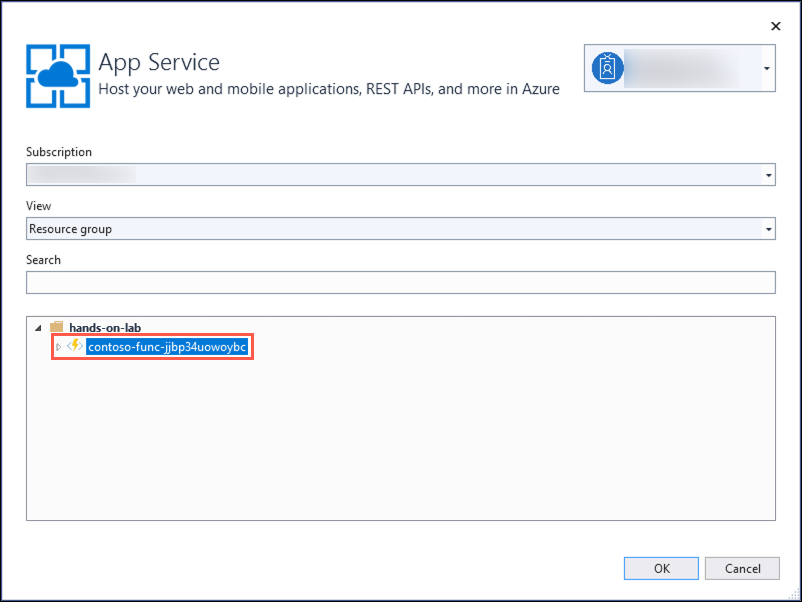 App Service
Host your web and mobile applications, REST APIs, and more in Azure
Subscription
View
Resource group
Search
hands-on-lab
contoso-func-jjbp34uowoybc
OK
Cancel